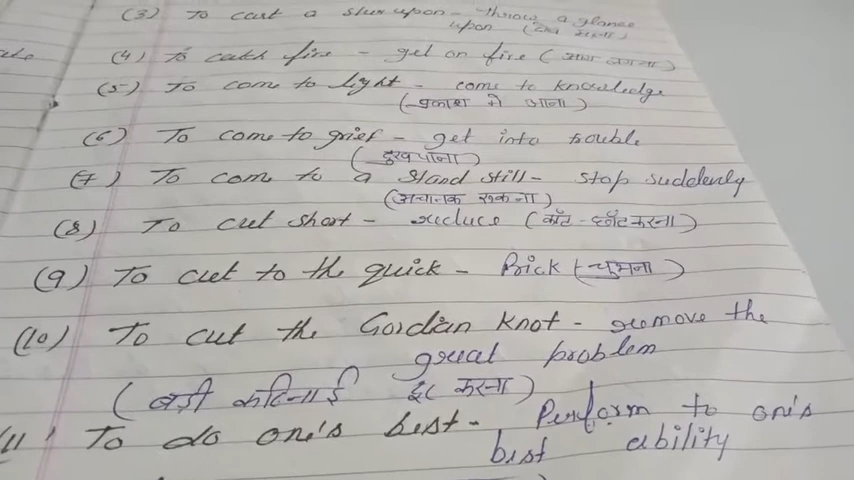 (3) To cast a slur upon - throw a glance
upon (दोष
(4) To catch fire - get on fire (आग लगना)
(5) To come to light - come to knowledge
(प्रकाश में आना)
(6) To come to grief - get into trouble
(दुख पाना)
(7) To come to a stand still - stop suddenly
(अचानक रुकना)
(8) To cut short - reduce (काँट-छाँट करना)
(9) To cut to the quick - Prick (चुभना)
(10) To cut the Gordian Knot - remove the
great problem
(बड़ी कठिनाई दूर करना)
11 To do one's best - Perform to one's
best ability